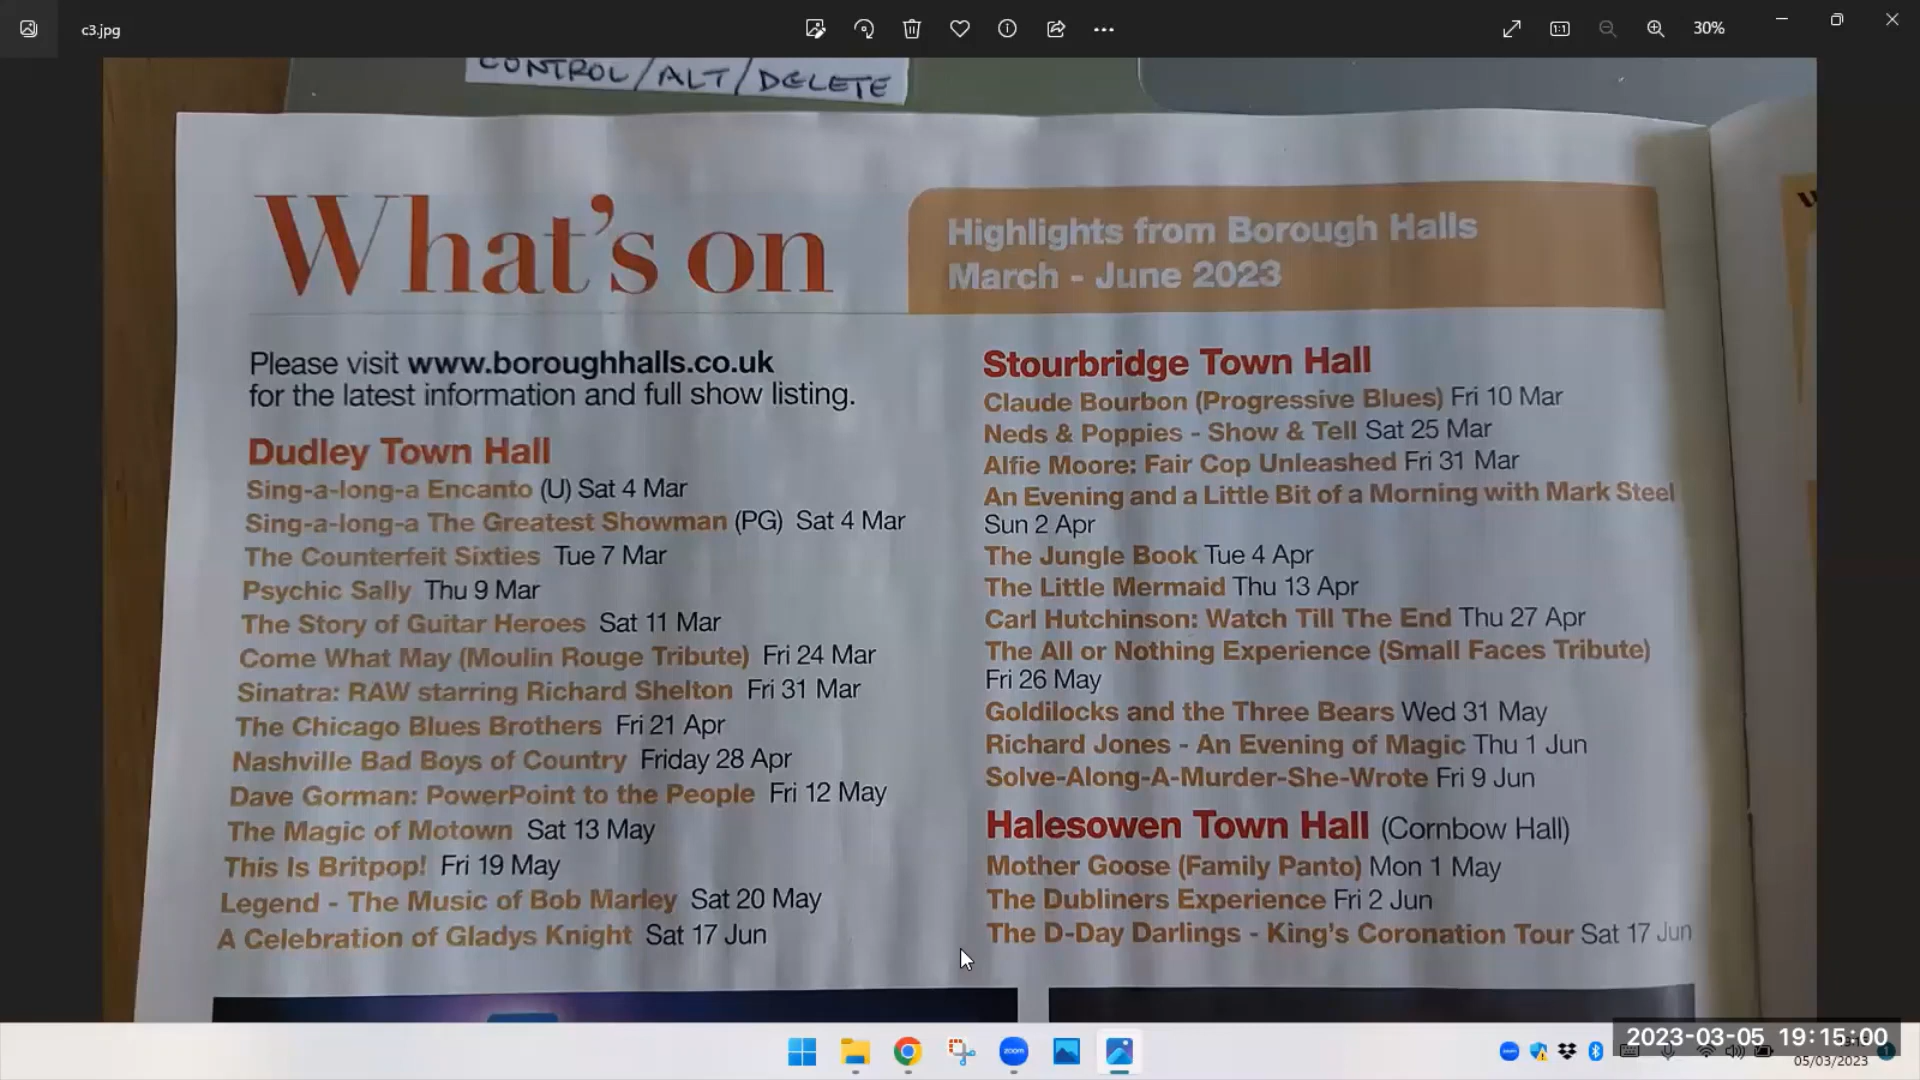 c3.jpg
30%
CONTROL/ALT/DELETE
What's on
Highlights from Borough Halls
March - June 2023
Please visit www.boroughhalls.co.uk
for the latest information and full show listing.
Dudley Town Hall
Sing-a-long-a Encanto (U) Sat 4 Mar
Sing-a-long-a The Greatest Showman (PG) Sat 4 Mar
The Counterfeit Sixties Tue 7 Mar
Psychic Sally Thu 9 Mar
The Story of Guitar Heroes Sat 11 Mar
Come What May (Moulin Rouge Tribute) Fri 24 Mar
Sinatra: RAW starring Richard Shelton Fri 31 Mar
The Chicago Blues Brothers Fri 21 Apr
Nashville Bad Boys of Country Friday 28 Apr
Dave Gorman: PowerPoint to the People Fri 12 May
The Magic of Motown Sat 13 May
This Is Britpop! Fri 19 May
Legend - The Music of Bob Marley Sat 20 May
A Celebration of Gladys Knight Sat 17 Jun
Stourbridge Town Hall
Claude Bourbon (Progressive Blues) Fri 10 Mar
Neds & Poppies - Show & Tell Sat 25 Mar
Alfie Moore: Fair Cop Unleashed Fri 31 Mar
An Evening and a Little Bit of a Morning with Mark Steel
Sun 2 Apr
The Jungle Book Tue 4 Apr
The Little Mermaid Thu 13 Apr
Carl Hutchinson: Watch Till The End Thu 27 Apr
The All or Nothing Experience (Small Faces Tribute)
Fri 26 May
Goldilocks and the Three Bears Wed 31 May
Richard Jones - An Evening of Magic Thu 1 Jun
Solve-Along-A-Murder-She-Wrote Fri 9 Jun
Halesowen Town Hall (Cornbow Hall)
Mother Goose (Family Panto) Mon 1 May
The Dubliners Experience Fri 2 Jun
The D-Day Darlings - King's Coronation Tour Sat 17 Jun
zoom
2023-03-05 19:15:00
05/03/2023